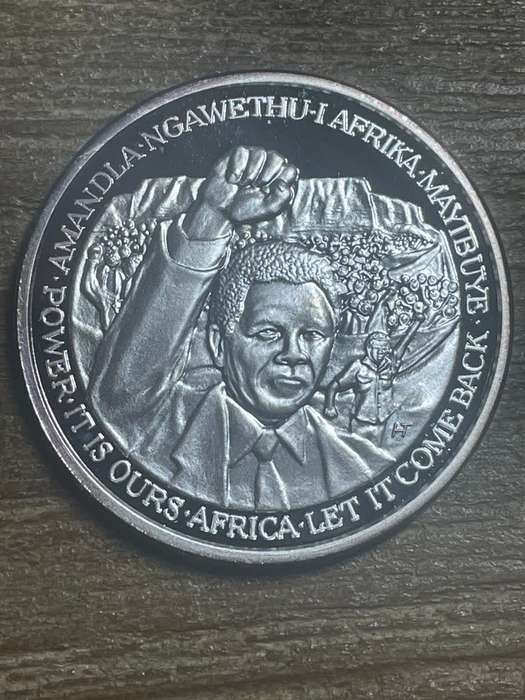 · AMANDLA · NGAWETHU · I AFRIKA · MAYIBUYE ·
POWER · IT IS OURS · AFRICA · LET IT COME BACK ·
HT